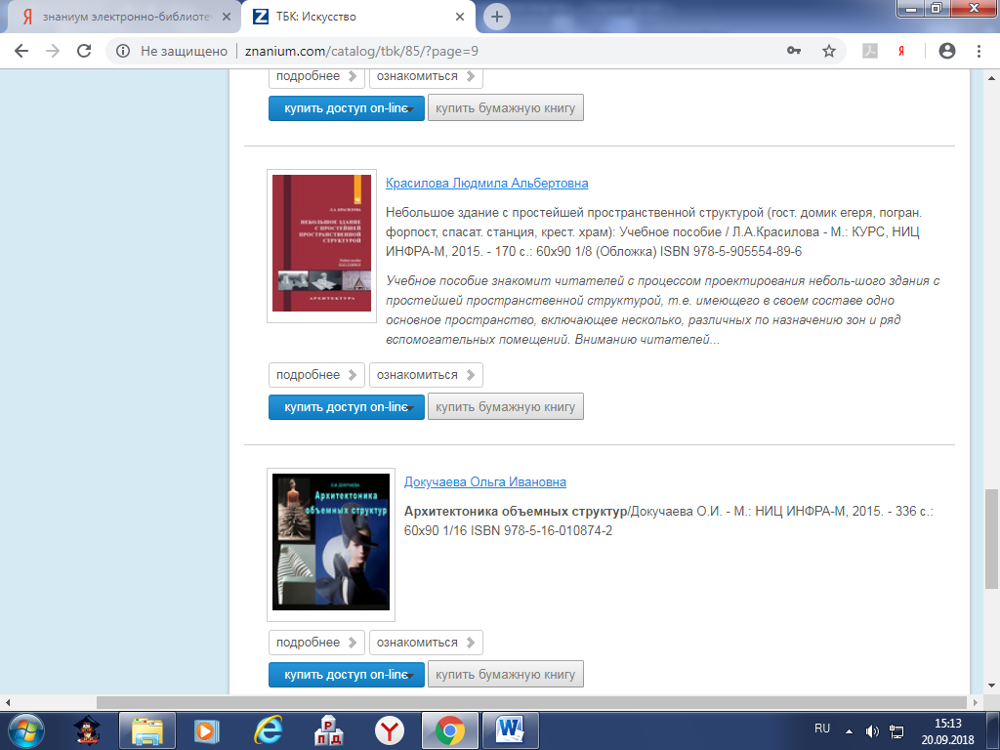 знаниум электронно-библиоте
ТБК: Искусство
Не защищено
znanium.com/catalog/tbk/85/?page=9
подробнее
ознакомиться
купить доступ on-line
купить бумажную книгу
Л.А. КРАСИЛОВА
НЕБОЛЬШОЕ ЗДАНИЕ
С ПРОСТЕЙШЕЙ
ПРОСТРАНСТВЕННОЙ
СТРУКТУРОЙ
АРХИТЕКТУРА
Красилова Людмила Альбертовна
Небольшое здание с простейшей пространственной структурой (гост. домик егеря, погран.
форпост, спасат. станция, крест. храм): Учебное пособие / Л.А.Красилова - М.: КУРС, НИЦ
ИНФРА-М, 2015. - 170 с.: 60x90 1/8 (Обложка) ISBN 978-5-905554-89-6
Учебное пособие знакомит читателей с процессом проектирования неболь-шого здания с
простейшей пространственной структурой, т.е. имеющего в своем составе одно
основное пространство, включающее несколько, различных по назначению зон и ряд
вспомогательных помещений. Вниманию читателей...
подробнее
ознакомиться
купить доступ on-line
купить бумажную книгу
О.И. ДОКУЧАЕВА
Архитектоника
объемных структур
Докучаева Ольга Ивановна
Архитектоника объемных структур/Докучаева О.И. - М.: НИЦ ИНФРА-М, 2015. - 336 с.:
60x90 1/16 ISBN 978-5-16-010874-2
подробнее
ознакомиться
купить доступ on-line
купить бумажную книгу
RU
15:13
20.09.2018